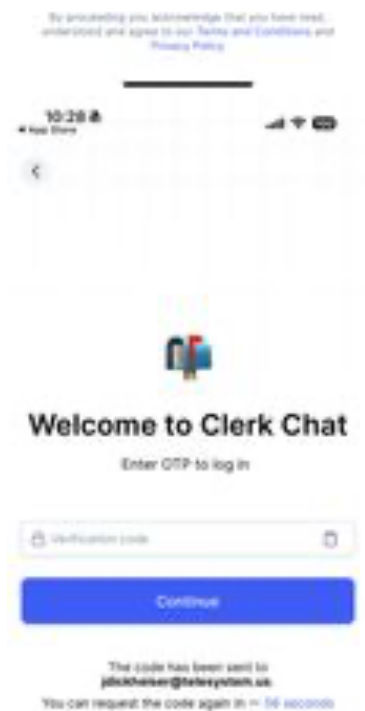 By proceeding you acknowledge that you have read,
understood and agree to our Terms and Conditions and
Privacy Policy
10:28
App Store
Welcome to Clerk Chat
Enter OTP to log in
Verification code
Continue
The code has been sent to
@telesystem.us
You can request the code again in — 56 seconds